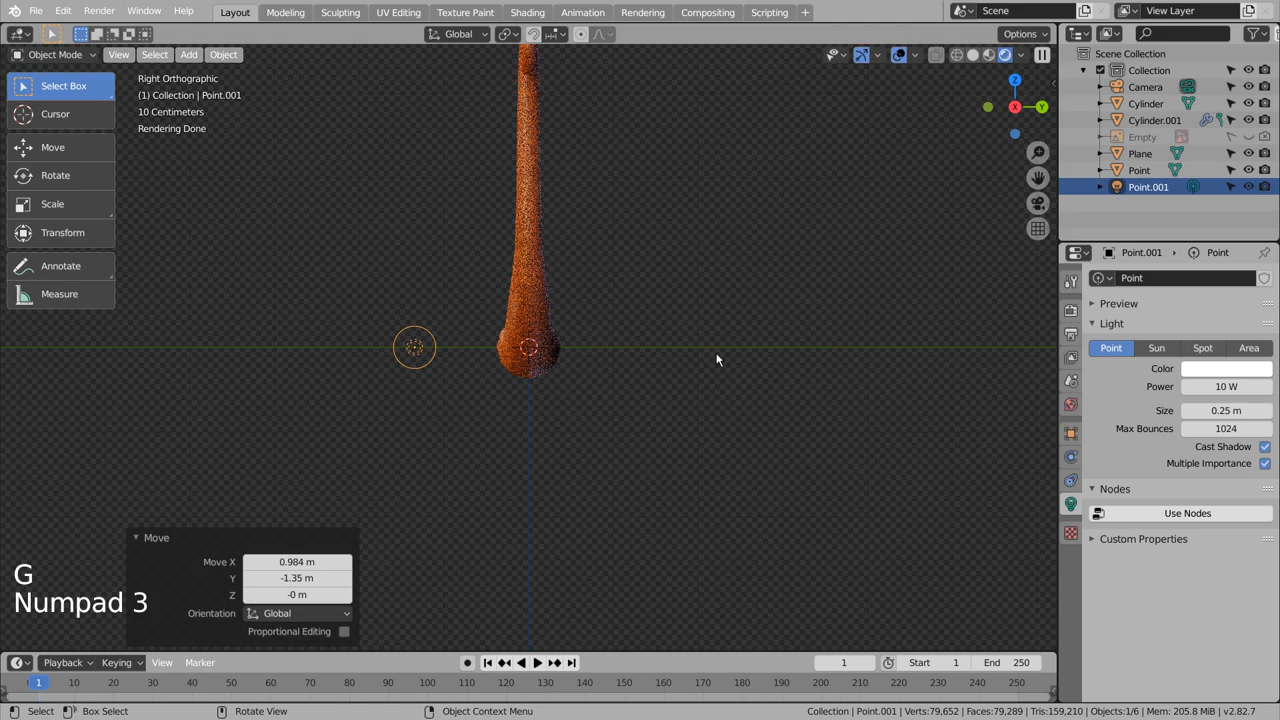 File Edit Render Window Help Layout Modeling Sculpting UV Editing Texture Paint Shading Animation Rendering Compositing Scripting + Scene View Layer
Global Options
Object Mode View Select Add Object
Select Box
Cursor
Move
Rotate
Scale
Transform
Annotate
Measure
Right Orthographic
(1) Collection | Point.001
10 Centimeters
Rendering Done
Z
Y
X
Scene Collection
Collection
Camera
Cylinder
Cylinder.001
Empty
Plane
Point
Point.001
Point.001 Point
Point
Preview
Light
Point Sun Spot Area
Color
Power 10 W
Size 0.25 m
Max Bounces 1024
Cast Shadow
Multiple Importance
Nodes
Use Nodes
Custom Properties
Move
Move X 0.984 m
Y -1.35 m
Z -0 m
Orientation Global
Proportional Editing
G
Numpad 3
Playback Keying View Marker 1 Start 1 End 250
1 10 20 30 40 50 60 70 80 90 100 110 120 130 140 150 160 170 180 190 200 210 220 230 240 250
Select Box Select Rotate View Object Context Menu Collection | Point.001 | Verts:79,652 | Faces:79,289 | Tris:159,210 | Objects:1/6 | Mem: 205.8 MiB | v2.82.7